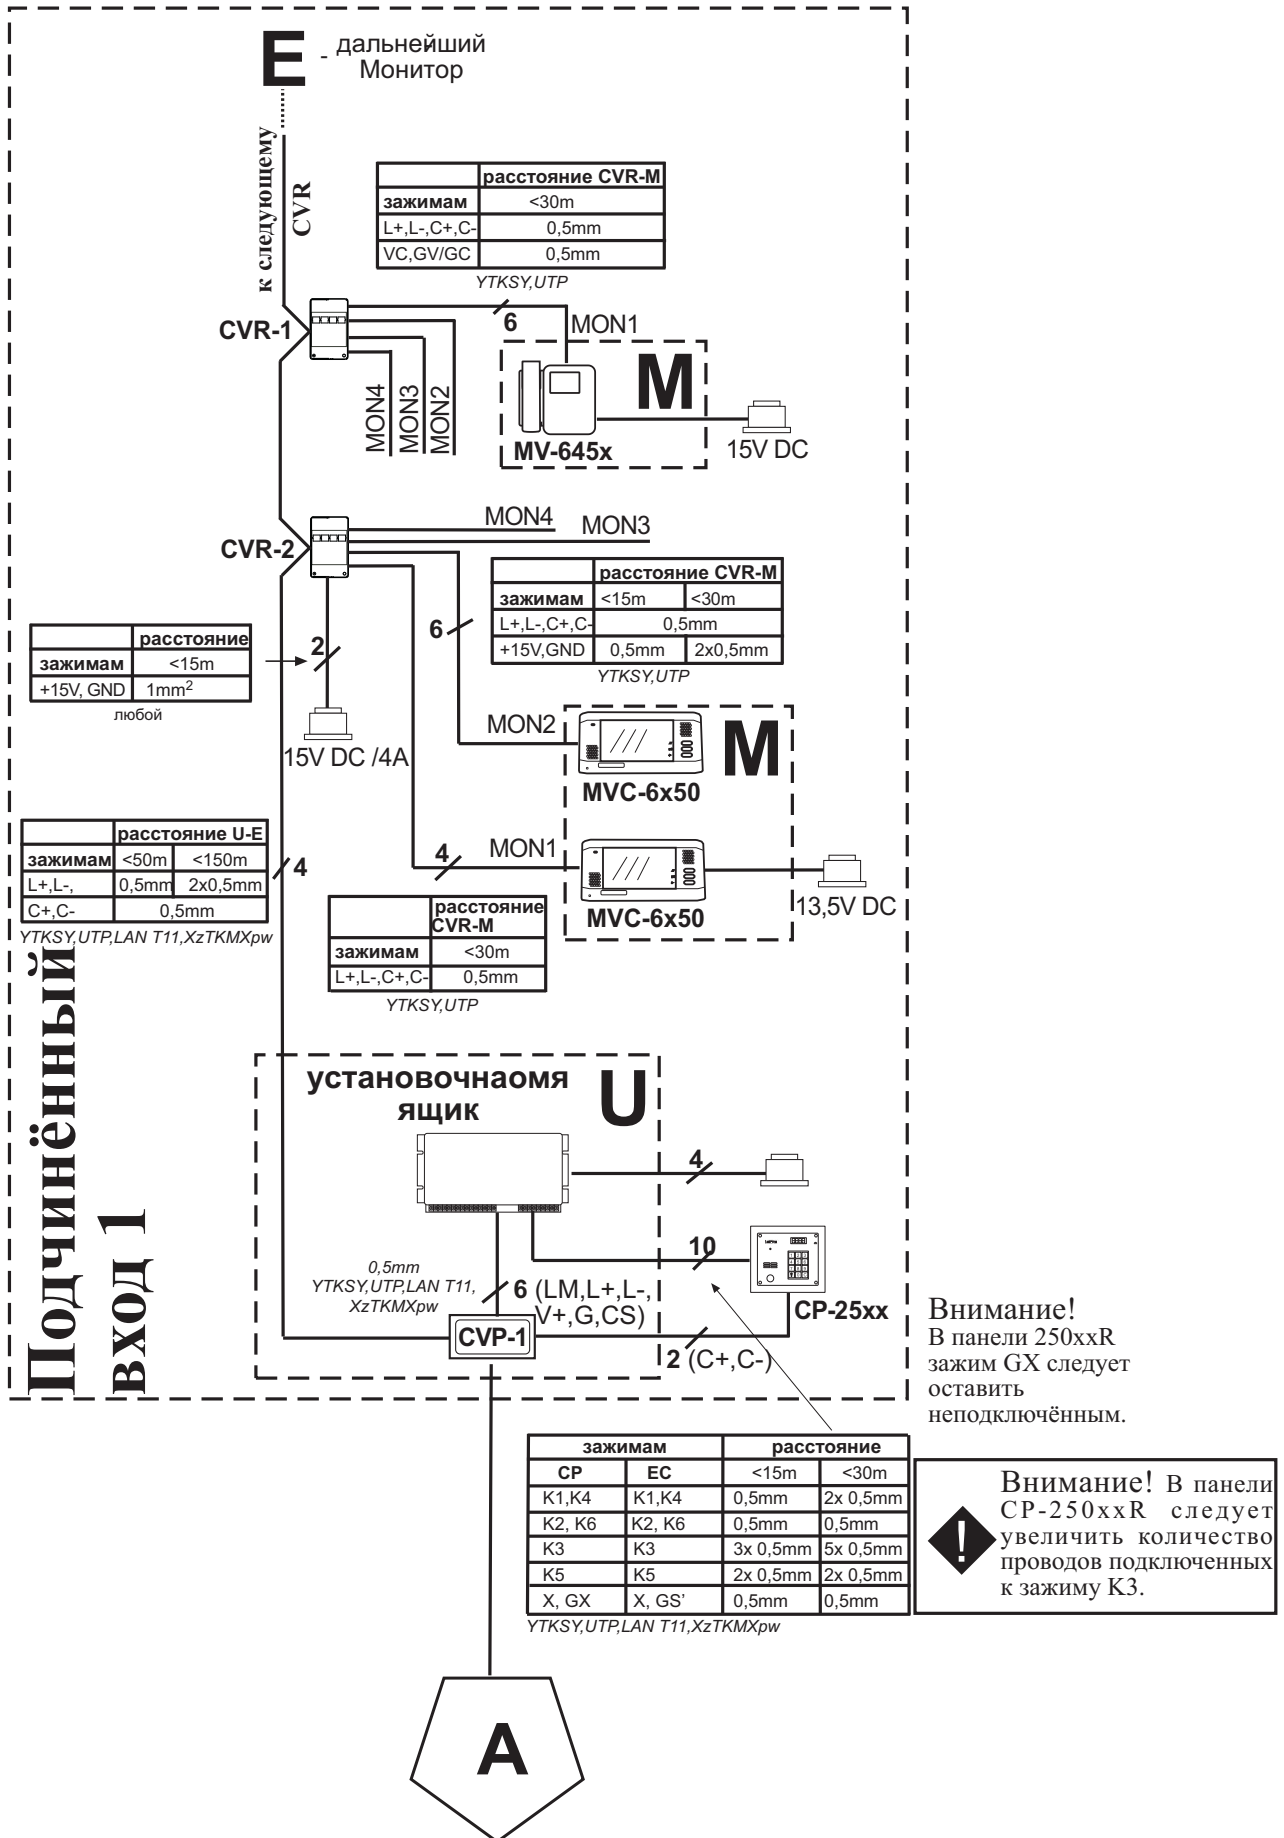 E - дальнейший
Монитор
к следующему
CVR
расстояние CVR-M
зажимам <30m
L+,L-,C+,C- 0,5mm
VC,GV/GC 0,5mm
YTKSY,UTP
CVR-1
6
MON1
MON4
MON3
MON2
M
MV-645x
15V DC
CVR-2
MON4
MON3
расстояние CVR-M
зажимам <15m <30m
L+,L-,C+,C- 0,5mm
+15V,GND 0,5mm 2x0,5mm
YTKSY,UTP
6
расстояние
зажимам <15m
+15V, GND 1mm²
любой
2
15V DC /4A
MON2
M
MVC-6x50
расстояние U-E
зажимам <50m <150m
L+,L-, 0,5mm 2x0,5mm
C+,C- 0,5mm
YTKSY,UTP,LAN T11,XzTKMXpw
4
4
MON1
MVC-6x50
13,5V DC
расстояние
CVR-M
зажимам <30m
L+,L-,C+,C- 0,5mm
YTKSY,UTP
Подчинённый
вход 1
установочнаомя
ящик
U
4
10
0,5mm
YTKSY,UTP,LAN T11,
XzTKMXpw
6 (LM,L+,L-,
V+,G,CS)
CVP-1
2 (C+,C-)
CP-25xx
Внимание!
В панели 250xxR
зажим GX следует
оставить
неподключённым.
зажимам расстояние
CP EC <15m <30m
K1,K4 K1,K4 0,5mm 2x 0,5mm
K2, K6 K2, K6 0,5mm 0,5mm
K3 K3 3x 0,5mm 5x 0,5mm
K5 K5 2x 0,5mm 2x 0,5mm
X, GX X, GS’ 0,5mm 0,5mm
YTKSY,UTP,LAN T11,XzTKMXpw
!
Внимание! В панели
CP-250xxR следует
увеличить количество
проводов подключенных
к зажиму K3.
A